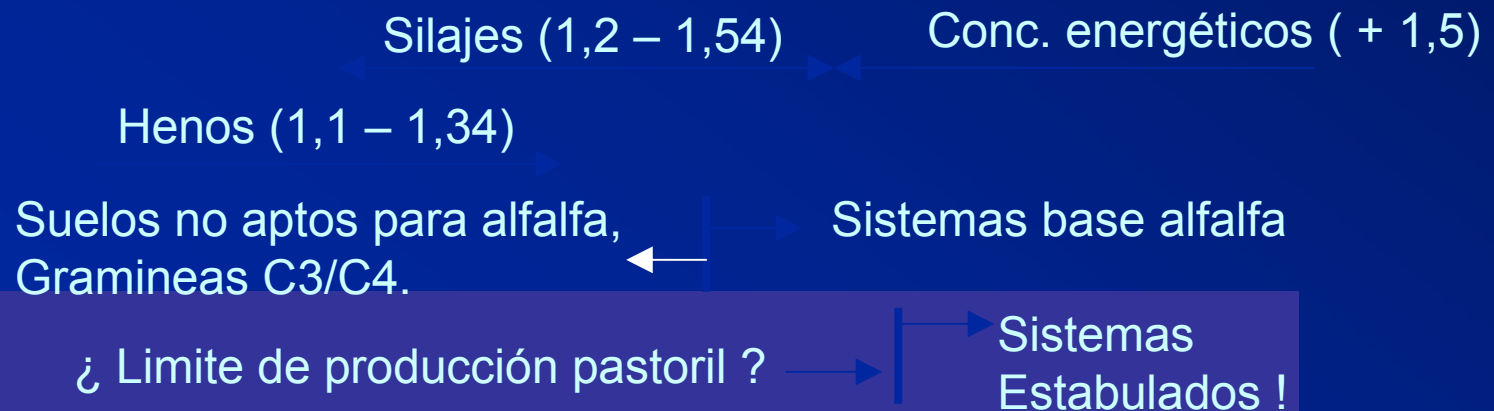 Silajes (1,2 – 1,54)
Conc. energéticos ( + 1,5)
Henos (1,1 – 1,34)
Suelos no aptos para alfalfa,
Gramineas C3/C4.
Sistemas base alfalfa
¿ Limite de producción pastoril ?
Sistemas
Estabulados !